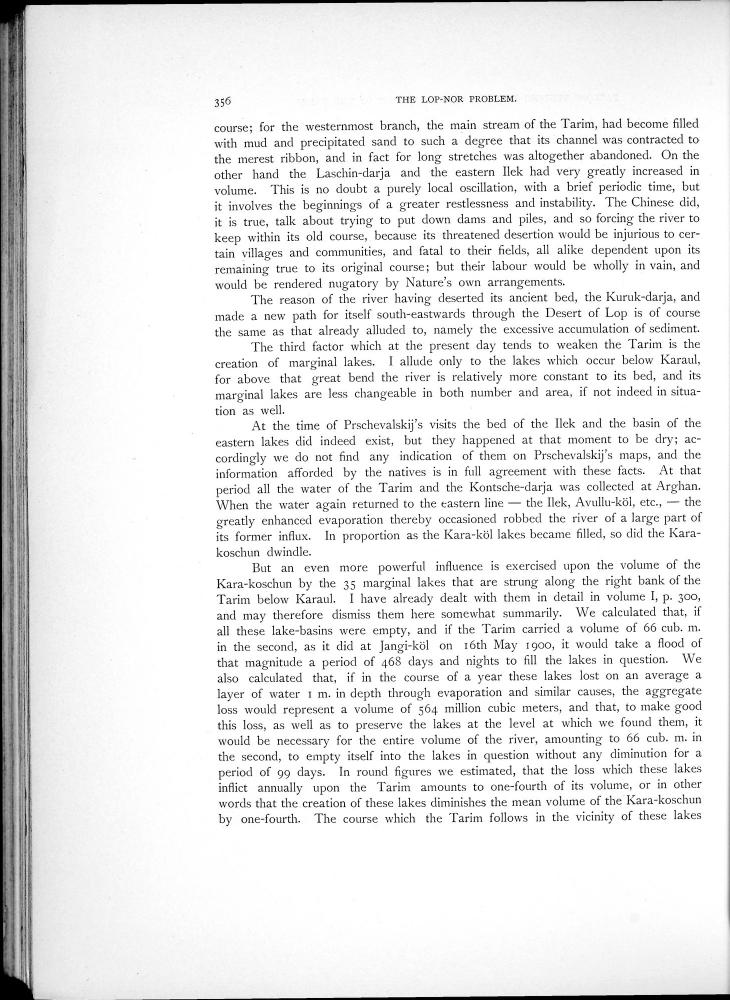 356
THE LOP-NOR PROBLEM.
course; for the westernmost branch, the main stream of the Tarim, had become filled
with mud and precipitated sand to such a degree that its channel was contracted to
the merest ribbon, and in fact for long stretches was altogether abandoned. On the
other hand the Laschin-darja and the eastern Ilek had very greatly increased in
volume. This is no doubt a purely local oscillation, with a brief periodic time, but
it involves the beginnings of a greater restlessness and instability. The Chinese did,
it is true, talk about trying to put down dams and piles, and so forcing the river to
keep within its old course, because its threatened desertion would be injurious to cer-
tain villages and communities, and fatal to their fields, all alike dependent upon its
remaining true to its original course; but their labour would be wholly in vain, and
would be rendered nugatory by Nature's own arrangements.
The reason of the river having deserted its ancient bed, the Kuruk-darja, and
made a new path for itself south-eastwards through the Desert of Lop is of course
the same as that already alluded to, namely the excessive accumulation of sediment.
The third factor which at the present day tends to weaken the Tarim is the
creation of marginal lakes. I allude only to the lakes which occur below Karaul,
for above that great bend the river is relatively more constant to its bed, and its
marginal lakes are less changeable in both number and area, if not indeed in situa-
tion as well.
At the time of Prschevalskij's visits the bed of the Ilek and the basin of the
eastern lakes did indeed exist, but they happened at that moment to be dry; ac-
cordingly we do not find any indication of them on Prschevalskij's maps, and the
information afforded by the natives is in full agreement with these facts. At that
period all the water of the Tarim and the Kontsche-darja was collected at Arghan.
When the water again returned to the eastern line — the Ilek, Avullu-köl, etc., — the
greatly enhanced evaporation thereby occasioned robbed the river of a large part of
its former influx. In proportion as the Kara-köl lakes became filled, so did the Kara-
koschun dwindle.
But an even more powerful influence is exercised upon the volume of the
Kara-koschun by the 35 marginal lakes that are strung along the right bank of the
Tarim below Karaul. I have already dealt with them in detail in volume I, p. 300,
and may therefore dismiss them here somewhat summarily. We calculated that, if
all these lake-basins were empty, and if the Tarim carried a volume of 66 cub. m.
in the second, as it did at Jangi-köl on 16th May 1900, it would take a flood of
that magnitude a period of 468 days and nights to fill the lakes in question. We
also calculated that, if in the course of a year these lakes lost on an average a
layer of water 1 m. in depth through evaporation and similar causes, the aggregate
loss would represent a volume of 564 million cubic meters, and that, to make good
this loss, as well as to preserve the lakes at the level at which we found them, it
would be necessary for the entire volume of the river, amounting to 66 cub. m. in
the second, to empty itself into the lakes in question without any diminution for a
period of 99 days. In round figures we estimated, that the loss which these lakes
inflict annually upon the Tarim amounts to one-fourth of its volume, or in other
words that the creation of these lakes diminishes the mean volume of the Kara-koschun
by one-fourth. The course which the Tarim follows in the vicinity of these lakes